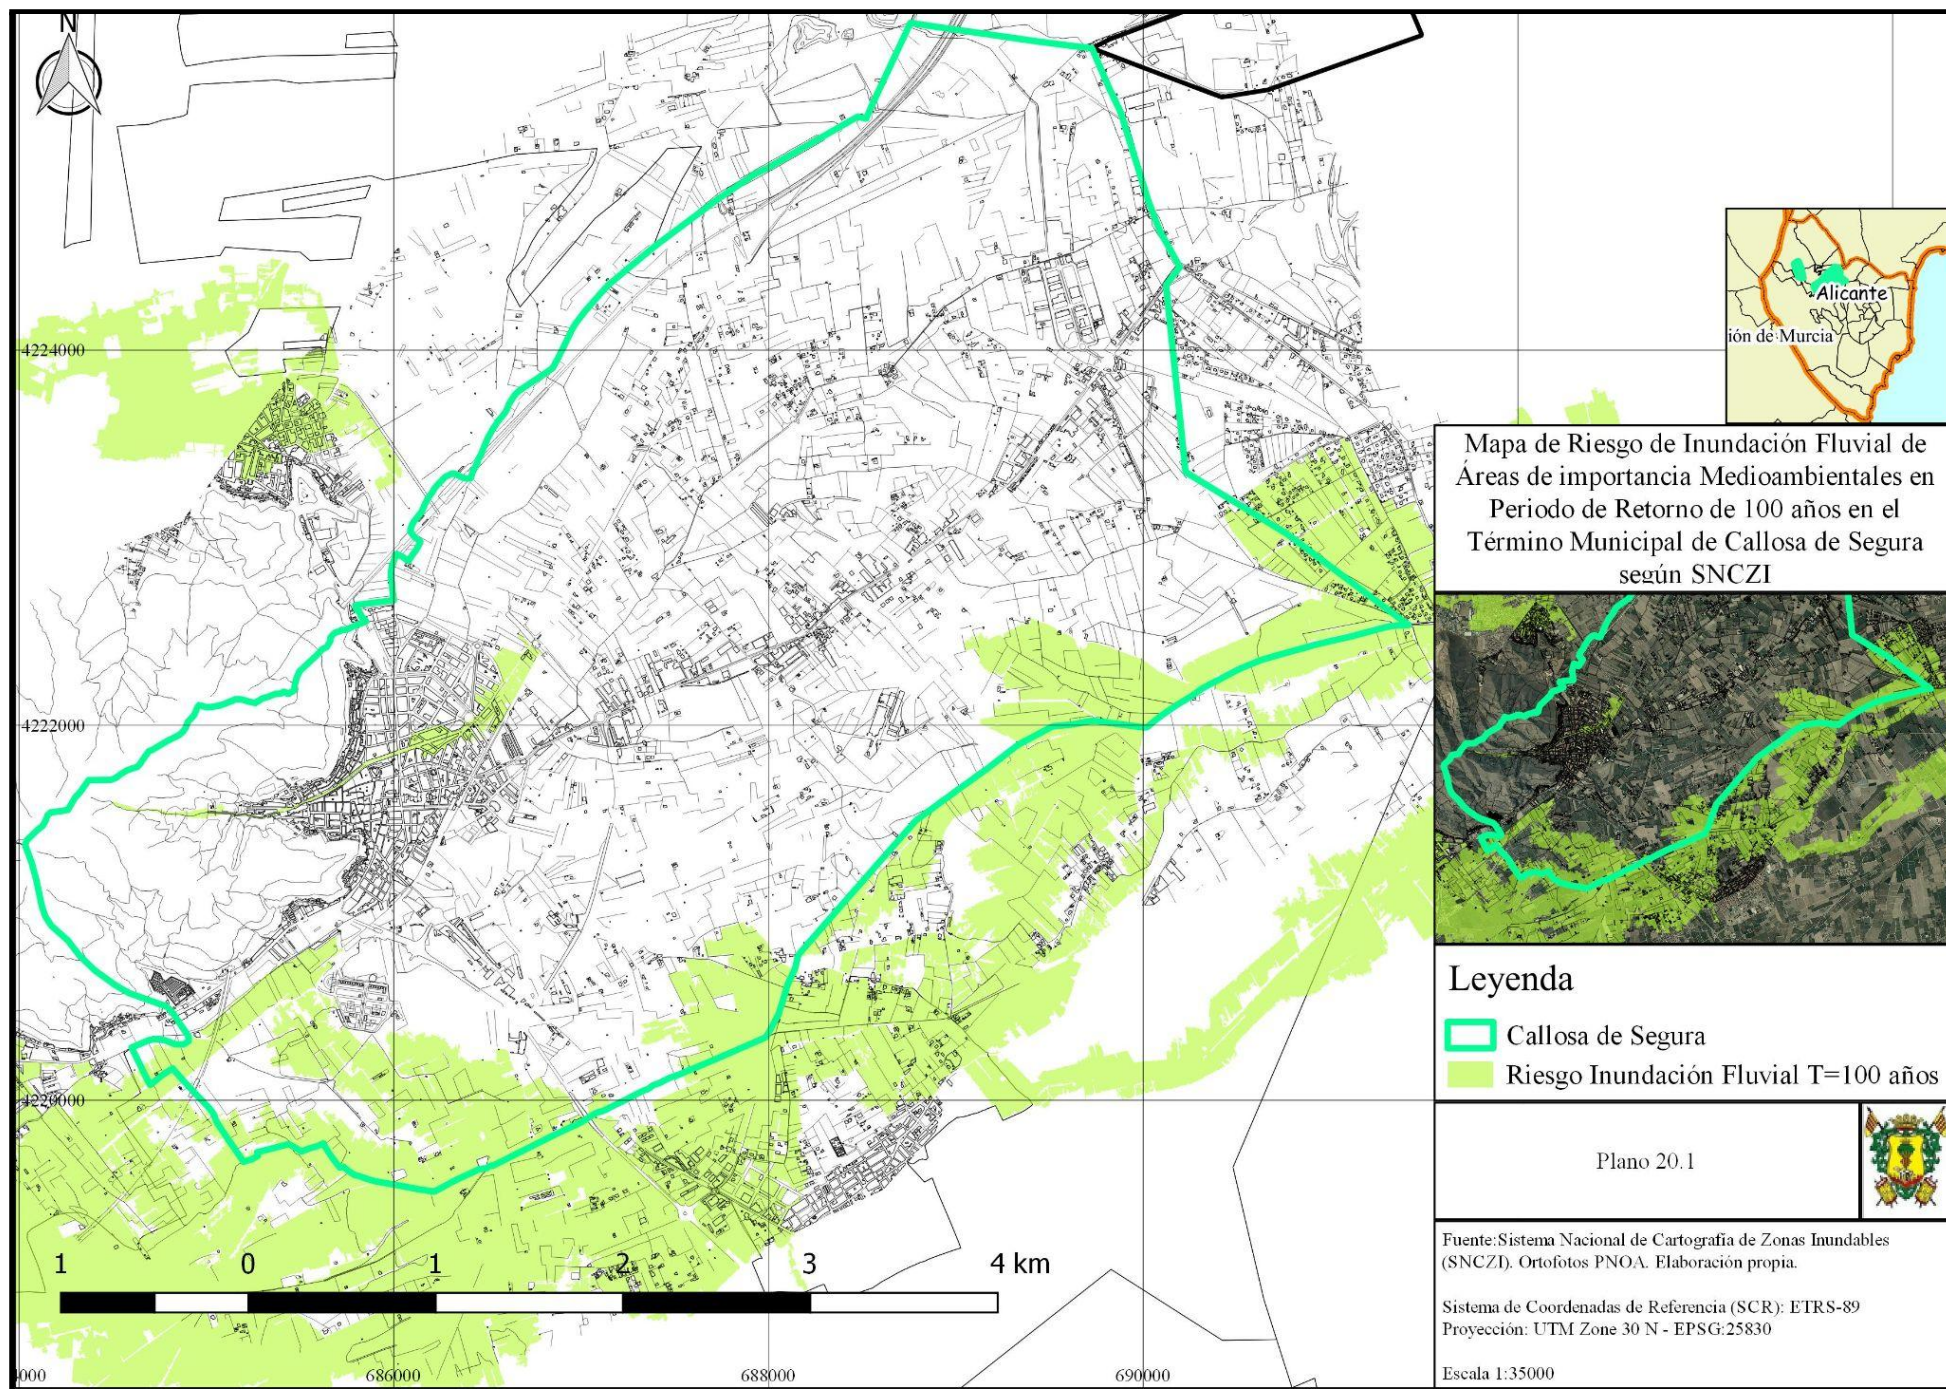 N
4224000
4222000
4220000
4000
686000
688000
690000
1 0 1 2 3 4 km
Alicante
ión de Murcia
Mapa de Riesgo de Inundación Fluvial de
Áreas de importancia Medioambientales en
Periodo de Retorno de 100 años en el
Término Municipal de Callosa de Segura
según SNCZI
Leyenda
Callosa de Segura
Riesgo Inundación Fluvial T=100 años
Plano 20.1
Fuente:Sistema Nacional de Cartografía de Zonas Inundables
(SNCZI). Ortofotos PNOA. Elaboración propia.
Sistema de Coordenadas de Referencia (SCR): ETRS-89
Proyección: UTM Zone 30 N - EPSG:25830
Escala 1:35000